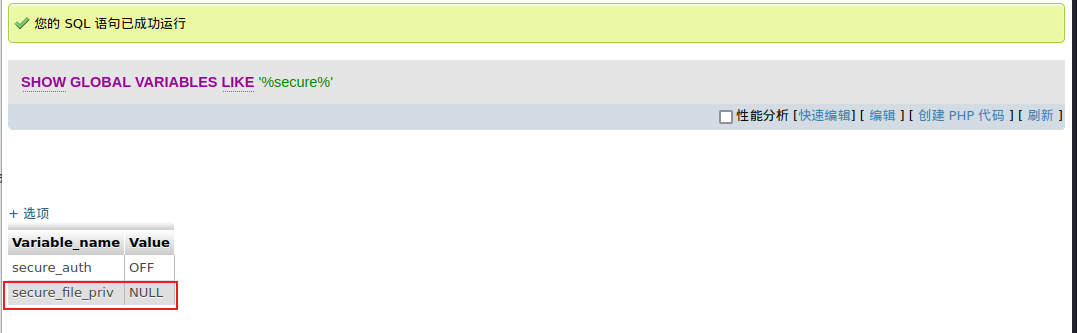 您的 SQL 语句已成功运行
SHOW GLOBAL VARIABLES LIKE '%secure%'
性能分析 [快速编辑] [ 编辑 ] [ 创建 PHP 代码 ] [ 刷新 ]
+ 选项
Variable_name Value
secure_auth OFF
secure_file_priv NULL